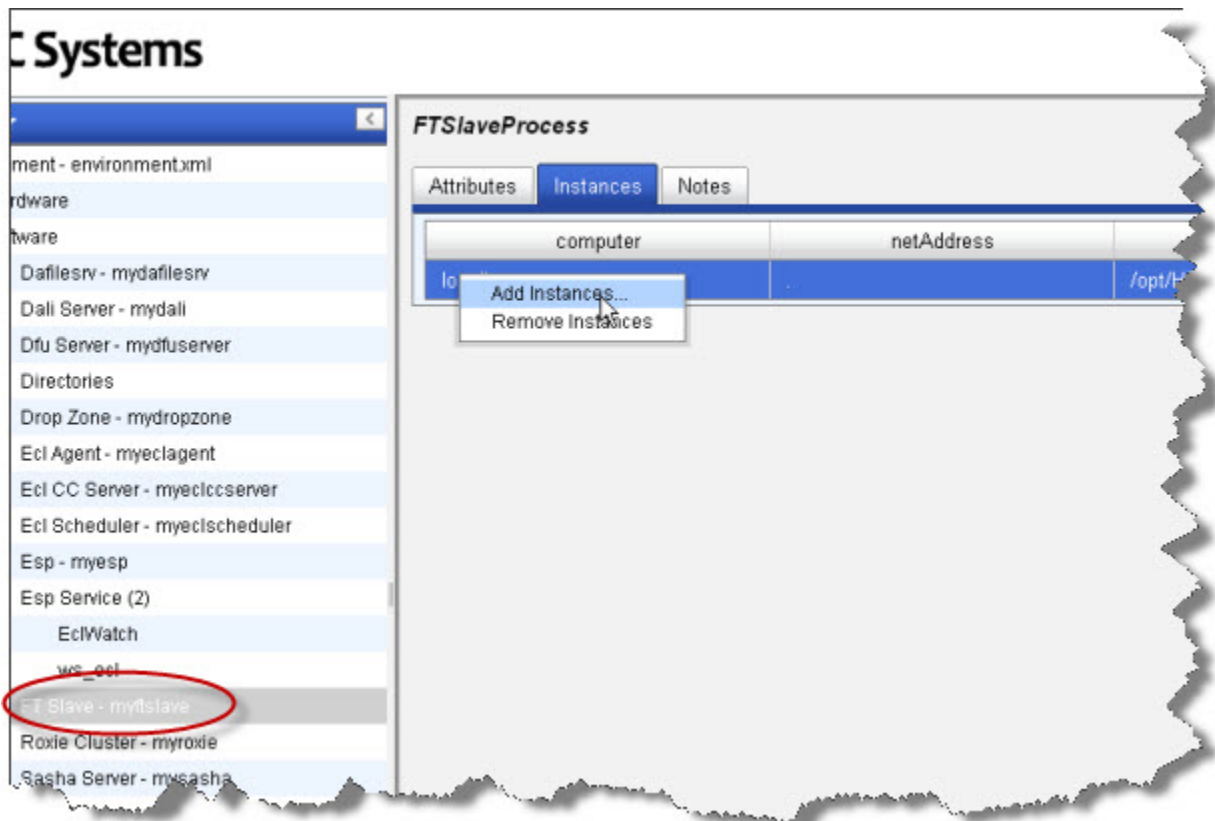 C Systems
FTSlaveProcess
ment - environment.xml
Attributes Instances Notes
rdware
tware
computer netAddress
Dafilesrv - mydafilesrv
/opt/H
Add Instances...
Dali Server - mydali
Remove Instances
Dfu Server - mydfuserver
Directories
Drop Zone - mydropzone
Ecl Agent - myeclagent
Ecl CC Server - myeclccserver
Ecl Scheduler - myeclscheduler
Esp - myesp
Esp Service (2)
EclWatch
ws_ecl
FT Slave - myftslave
Roxie Cluster - myroxie
Sasha Server - mysasha